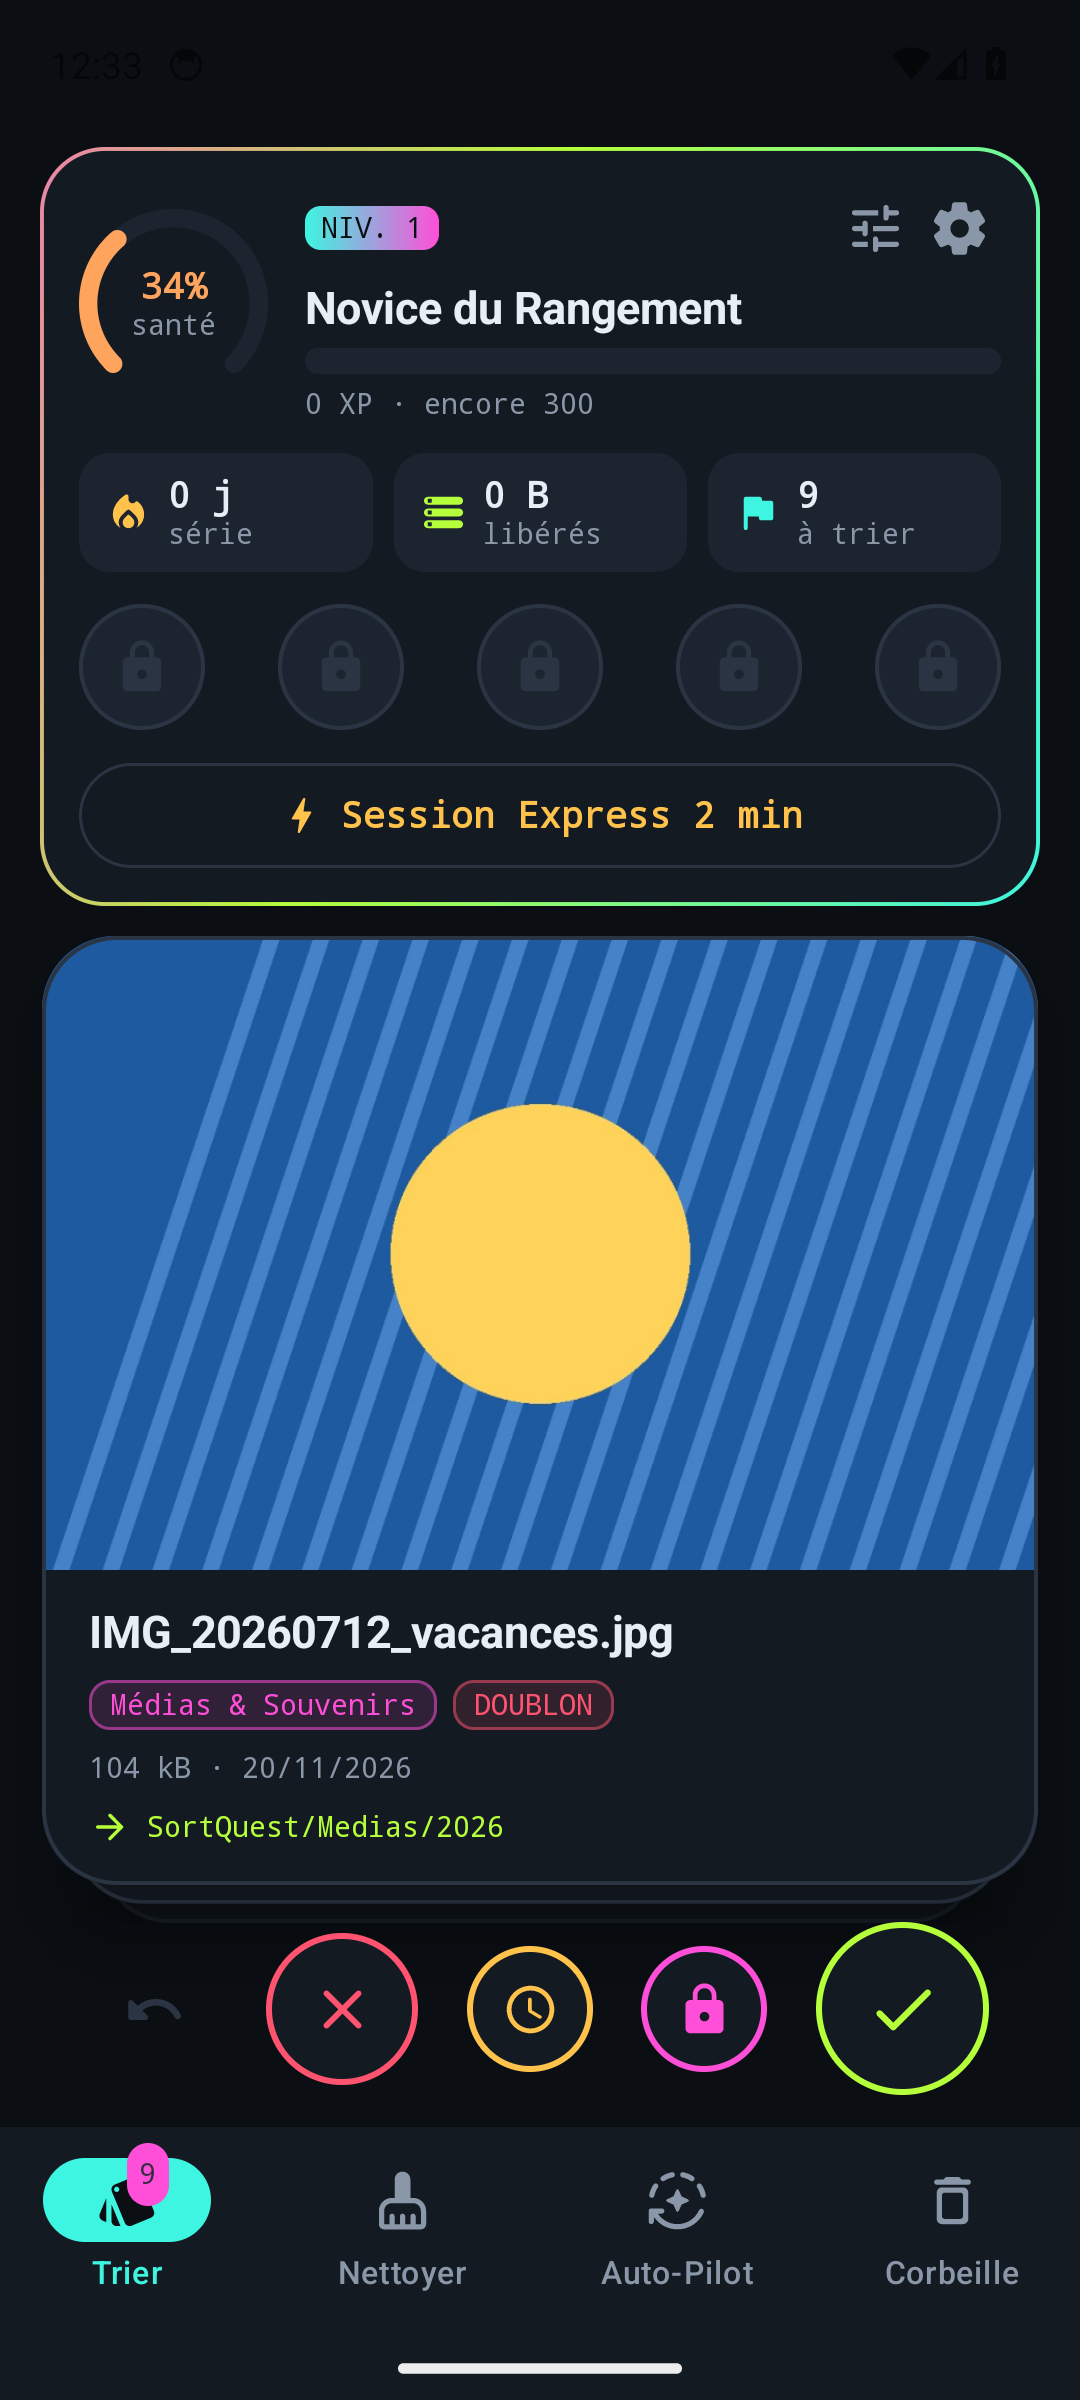 12:33
NIV. 1
34%
santé
Novice du Rangement
0 XP · encore 300
0 j
série
0 B
libérés
9
à trier
Session Express 2 min
IMG_20260712_vacances.jpg
Médias & Souvenirs
DOUBLON
104 kB · 20/11/2026
SortQuest/Medias/2026
9
Trier
Nettoyer
Auto-Pilot
Corbeille